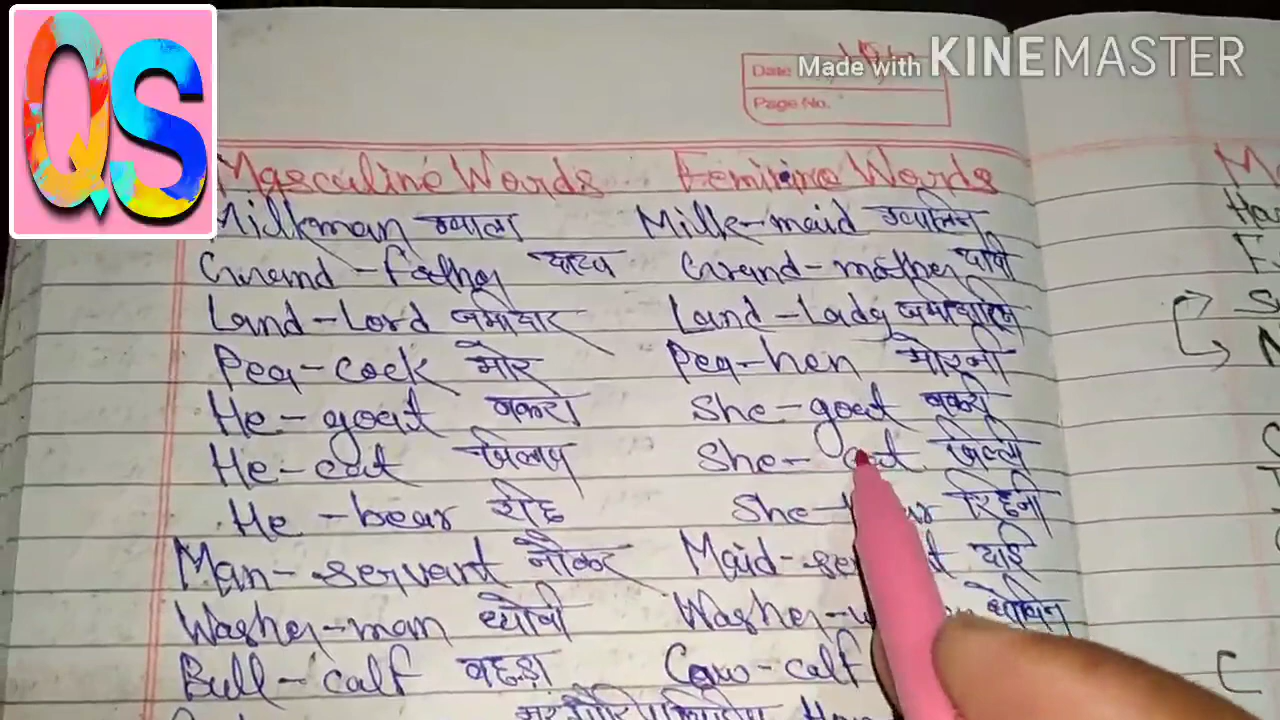 QS
Made with KINEMASTER
Date
Page No.
Masculine Words Feminine Words
Milkman ग्वाला Milk-maid ग्वालिन
Grand-father दादा Grand-mother दादी
Land-Lord जमींदार Land-Lady जमींदारिन
Pea-cock मोर Pea-hen मोरनी
He-goat बकरा She-goat बकरी
He-cat बिलाव She-cat बिल्ली
He-bear रीछ She- रिछनी
Man-servant नौकर Maid- दाई
Washer-man धोबी Washer- धोबिन
Bull-calf बछड़ा Cow-calf